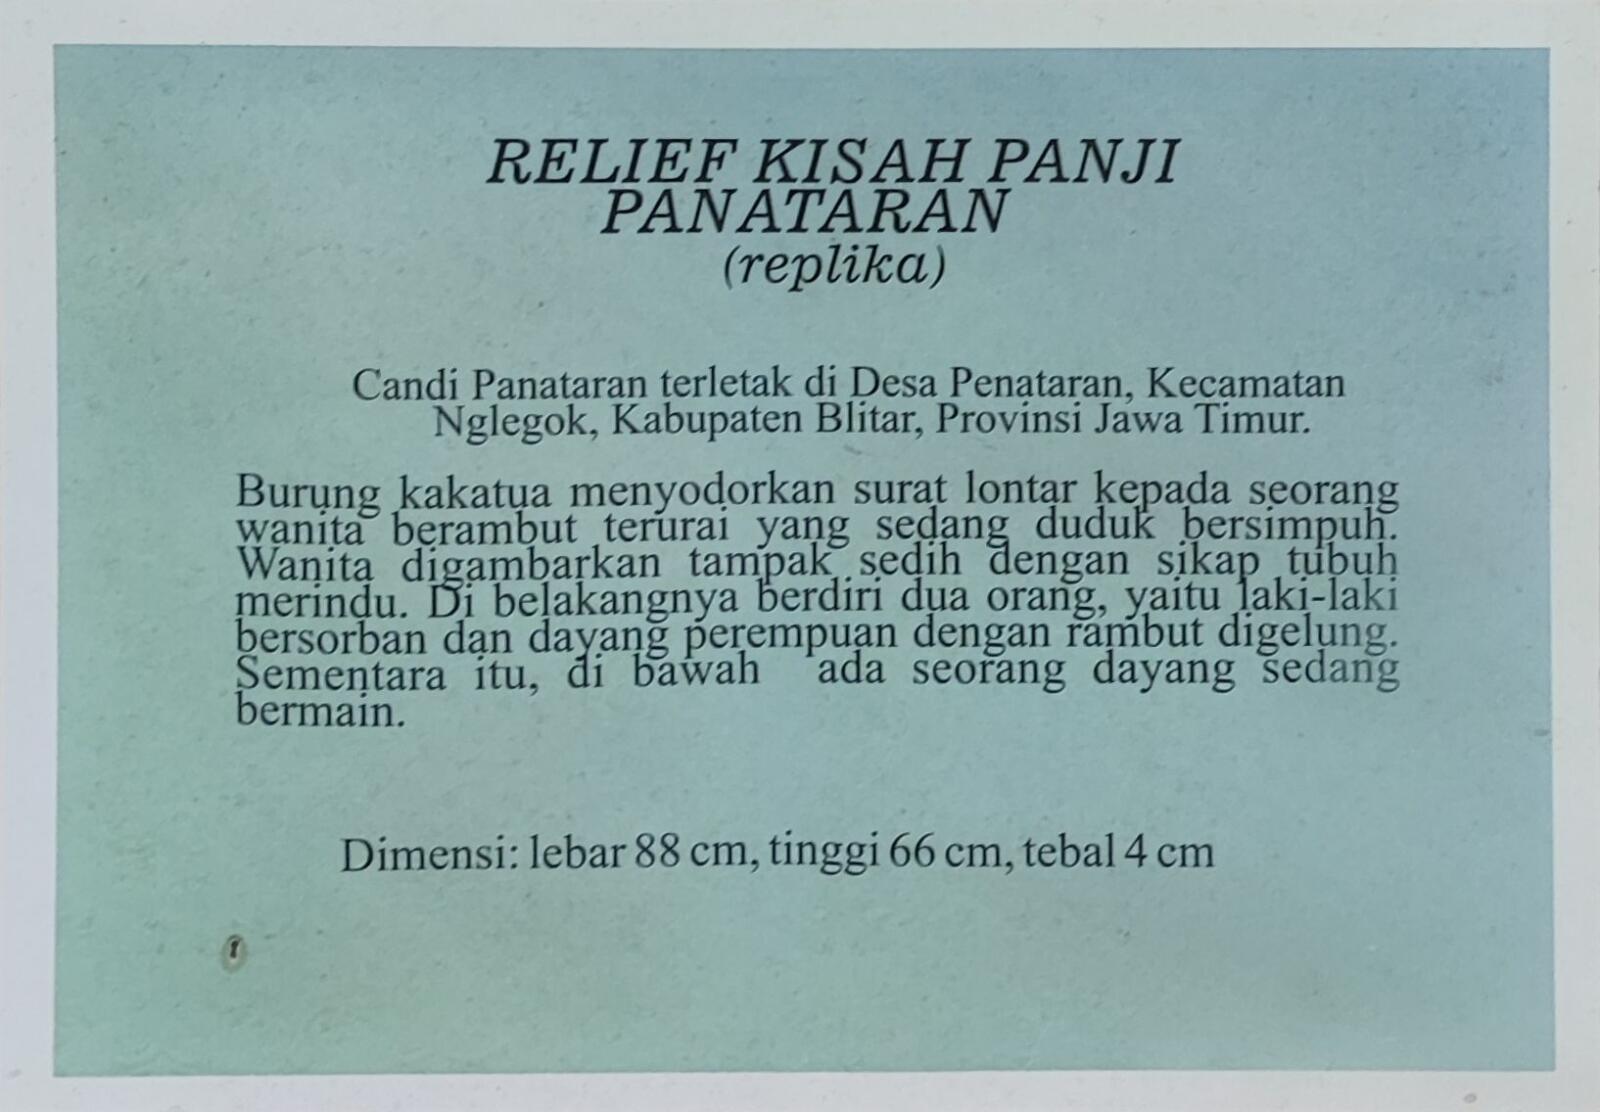 RELIEF KISAH PANJI
PANATARAN
(replika)
Candi Panataran terletak di Desa Penataran, Kecamatan
Nglegok, Kabupaten Blitar, Provinsi Jawa Timur.
Burung kakatua menyodorkan surat lontar kepada seorang
wanita berambut terurai yang sedang duduk bersimpuh.
Wanita digambarkan tampak sedih dengan sikap tubuh
merindu. Di belakangnya berdiri dua orang, yaitu laki-laki
bersorban dan dayang perempuan dengan rambut digelung.
Sementara itu, di bawah ada seorang dayang sedang
bermain.
Dimensi: lebar 88 cm, tinggi 66 cm, tebal 4 cm